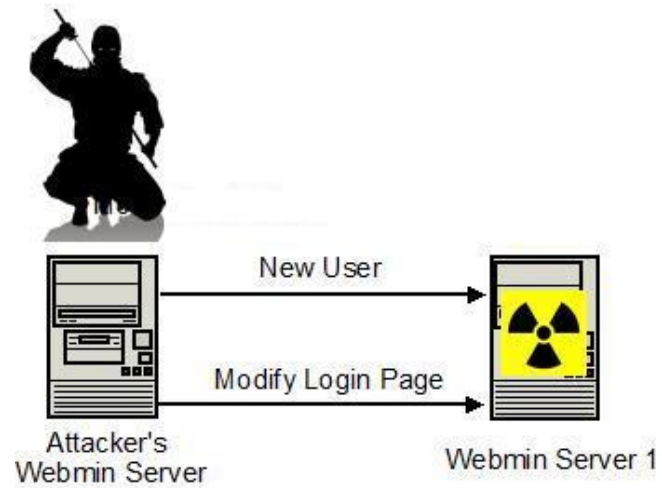 New User
Modify Login Page
Attacker's
Webmin Server
Webmin Server 1